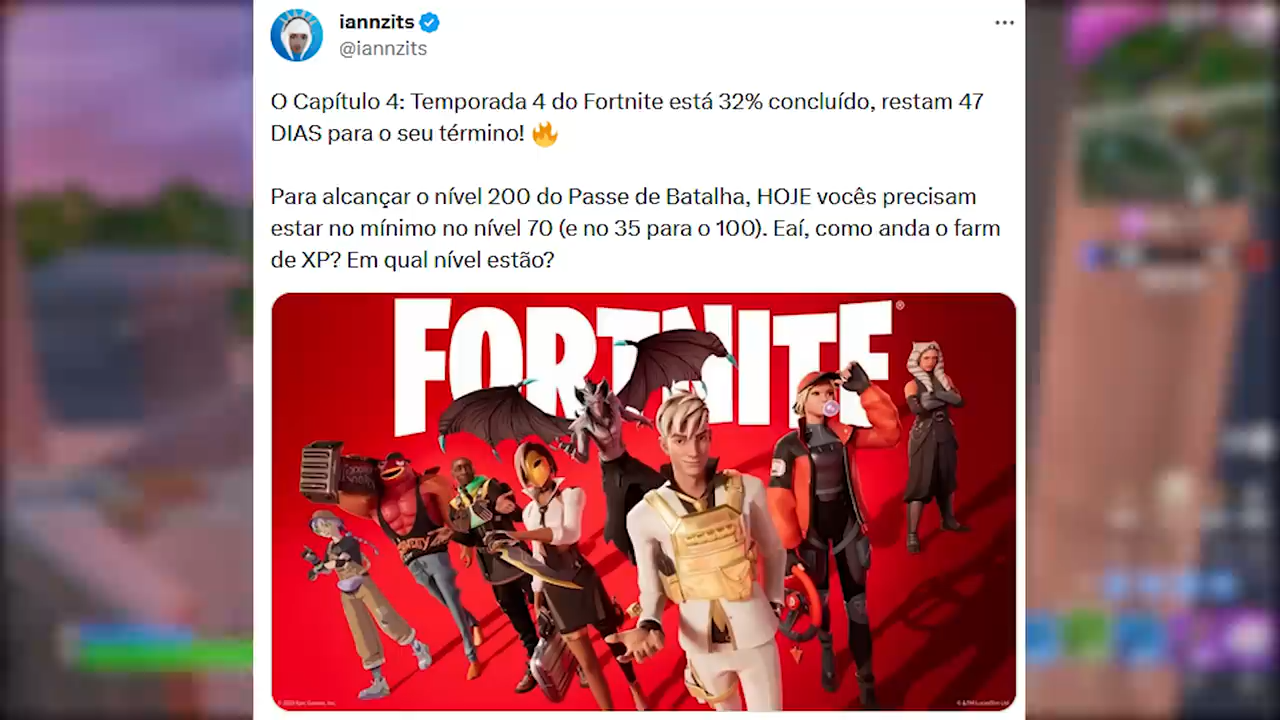 iannzits
@iannzits
O Capítulo 4: Temporada 4 do Fortnite está 32% concluído, restam 47
DIAS para o seu término! 🔥
Para alcançar o nível 200 do Passe de Batalha, HOJE vocês precisam
estar no mínimo no nível 70 (e no 35 para o 100). Eaí, como anda o farm
de XP? Em qual nível estão?
FORTNITE